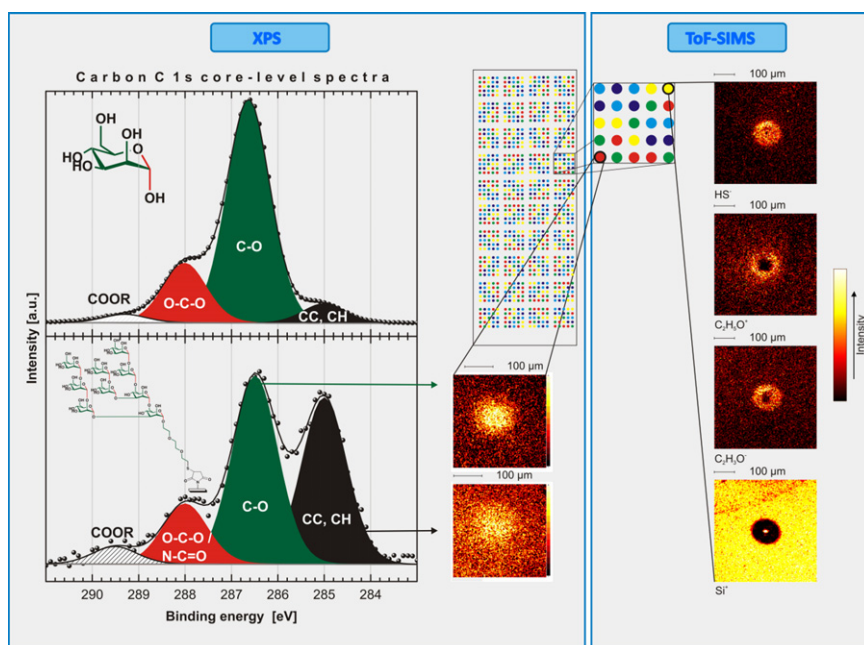 XPS
ToF-SIMS
Carbon C 1s core-level spectra
OH
OH
O
HO
HO
OH
C-O
COOR
O-C-O
CC, CH
Intensity [a.u.]
COOR
O-C-O /
N-C=O
C-O
CC, CH
290
289
288
287
286
285
284
Binding energy [eV]
100 µm
100 µm
100 µm
HS⁻
100 µm
C₂H₅O⁺
100 µm
C₂H₃O⁻
100 µm
Si⁺
Intensity